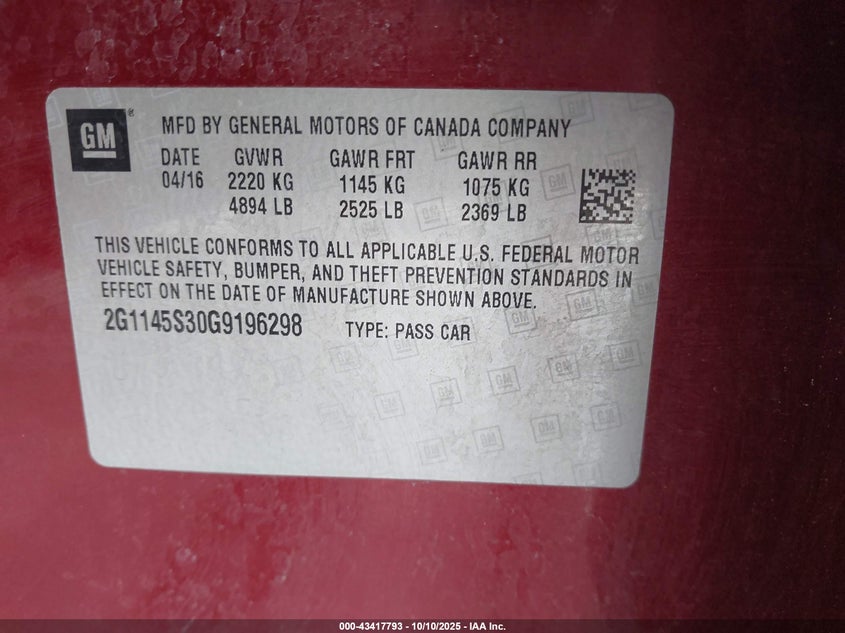 GM ® MFD BY GENERAL MOTORS OF CANADA COMPANY
DATE GVWR GAWR FRT GAWR RR
04/16 2220 KG 1145 KG 1075 KG
4894 LB 2525 LB 2369 LB
THIS VEHICLE CONFORMS TO ALL APPLICABLE U.S. FEDERAL MOTOR
VEHICLE SAFETY, BUMPER, AND THEFT PREVENTION STANDARDS IN
EFFECT ON THE DATE OF MANUFACTURE SHOWN ABOVE.
2G1145S30G9196298 TYPE: PASS CAR
000-43417793 - 10/10/2025 - IAA Inc.